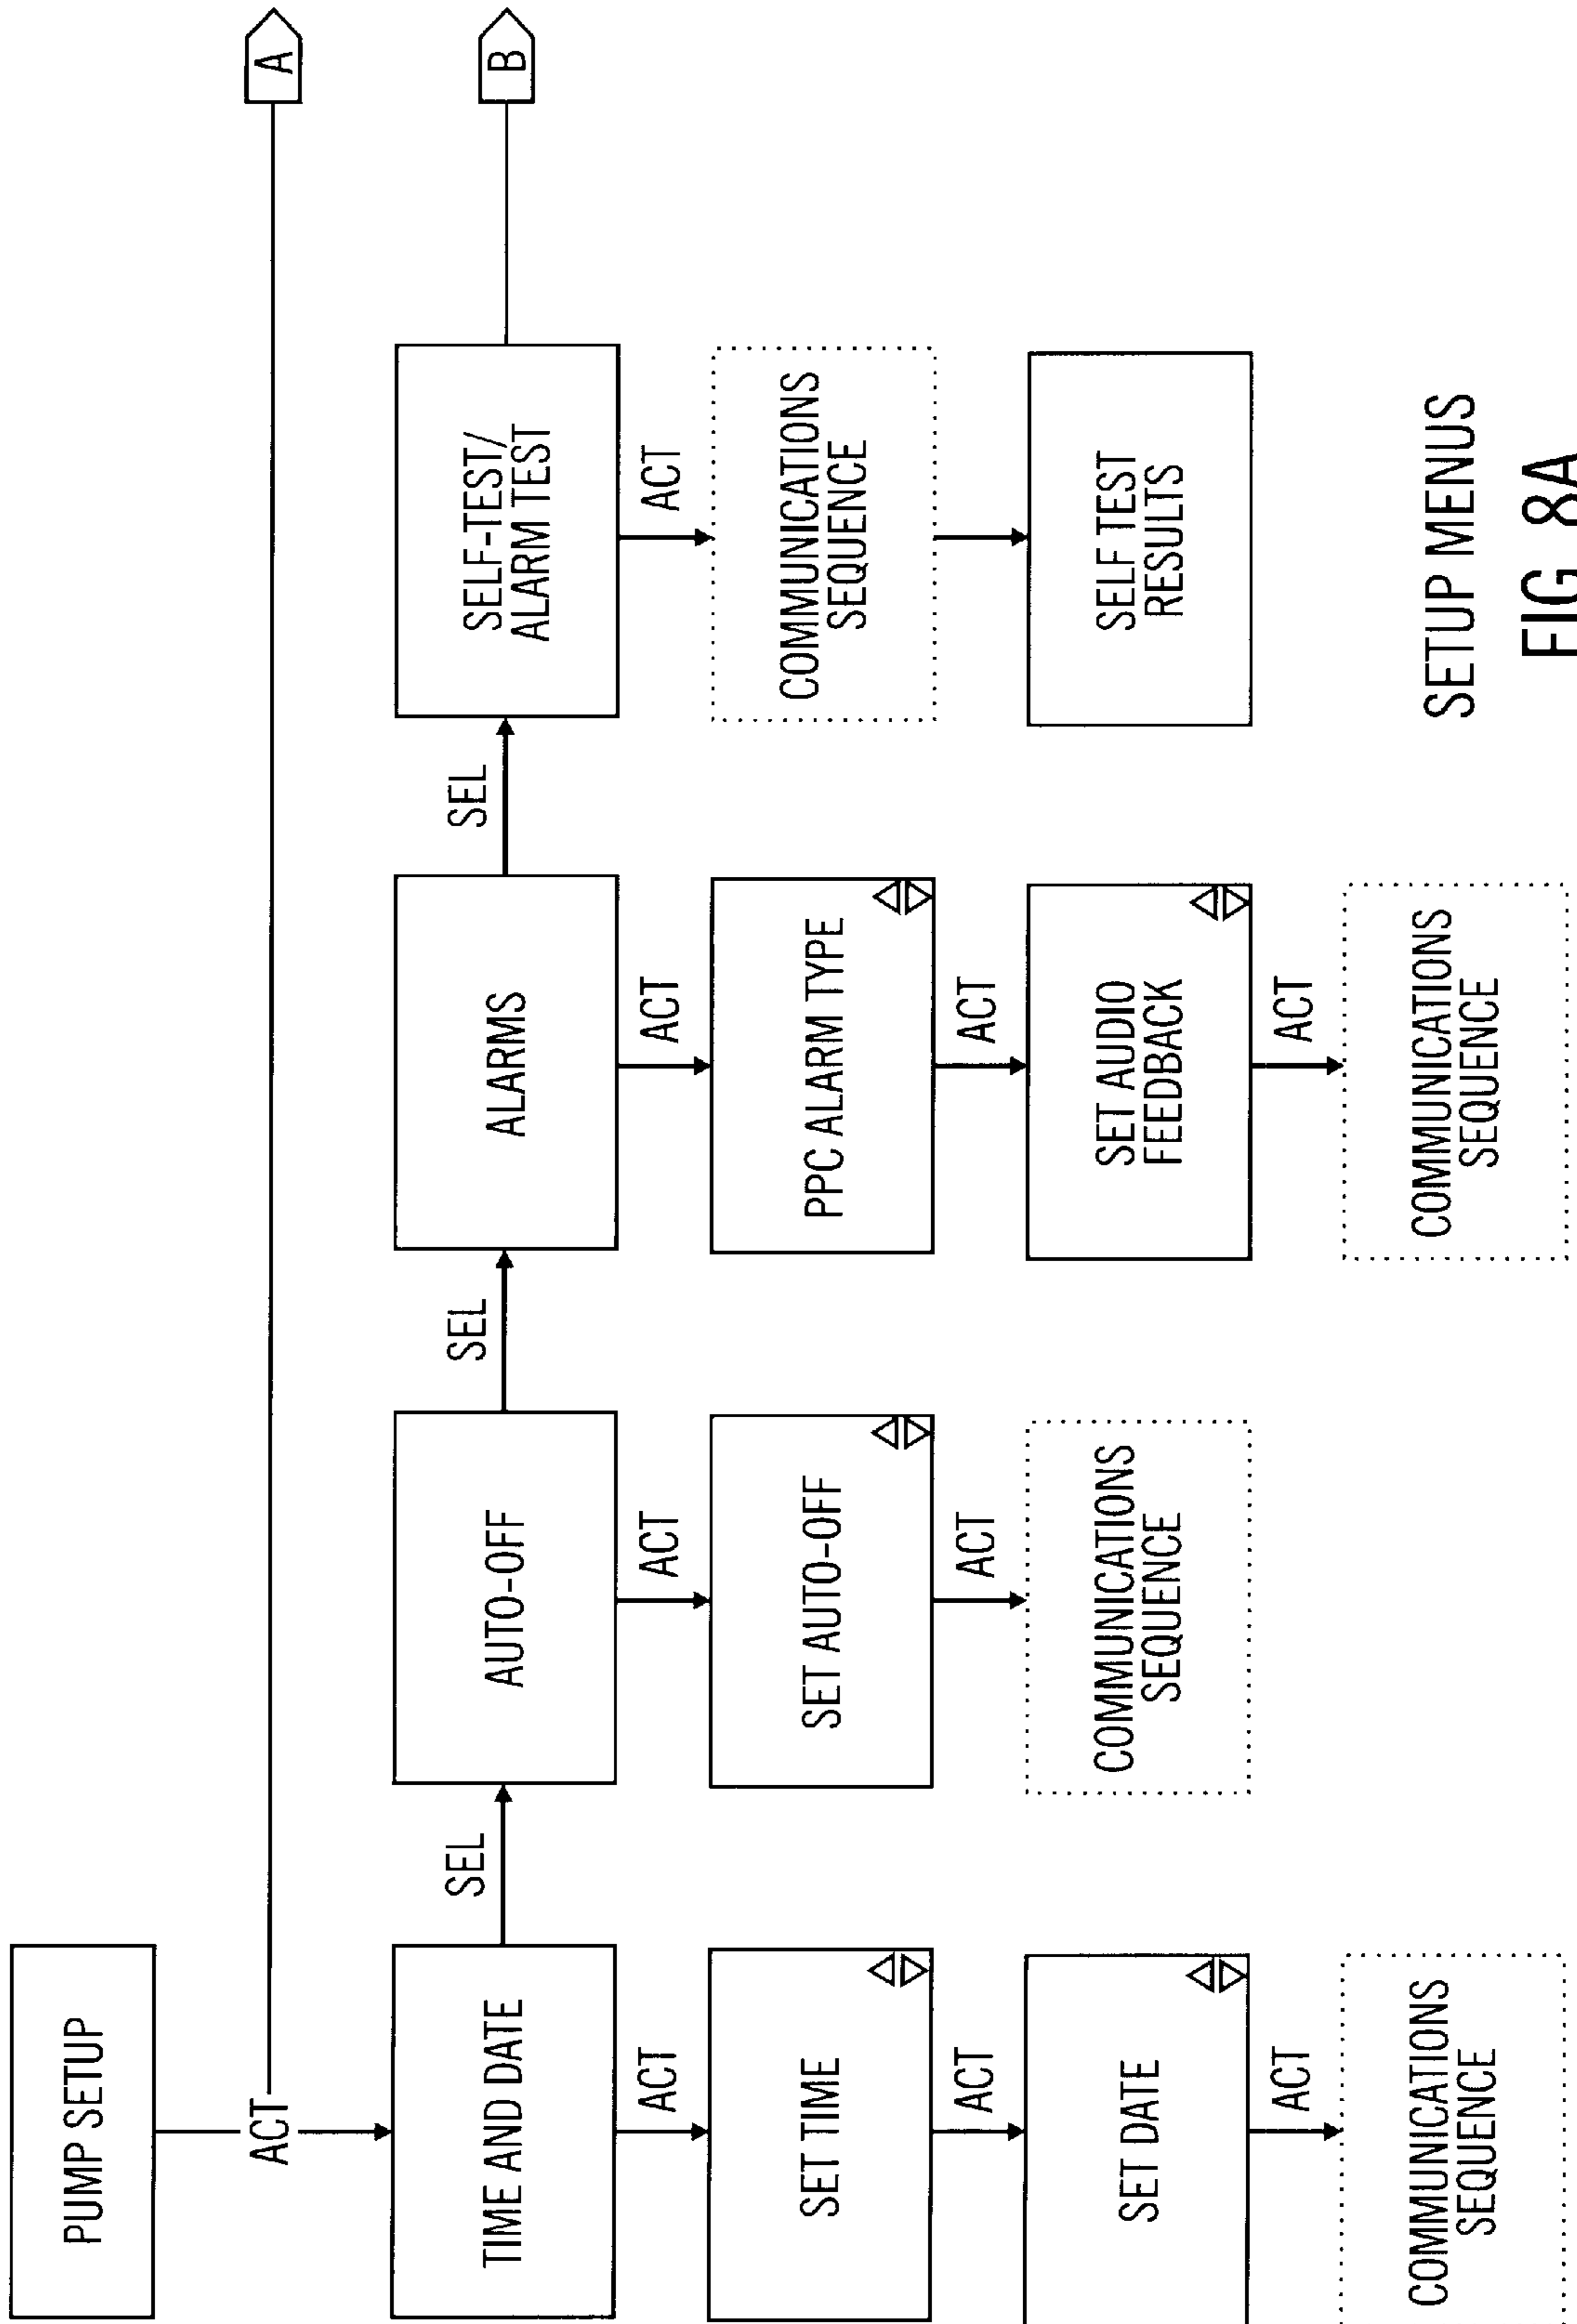 PUMP SETUP
ACT
A
TIME AND DATE
SEL
AUTO-OFF
SEL
ALARMS
SEL
SELF-TEST/
ALARM TEST
B
ACT
ACT
ACT
ACT
SET TIME
SET AUTO-OFF
PPC ALARM TYPE
COMMUNICATIONS
SEQUENCE
ACT
ACT
ACT
SET DATE
COMMUNICATIONS
SEQUENCE
SET AUDIO
FEEDBACK
SELF TEST
RESULTS
ACT
ACT
COMMUNICATIONS
SEQUENCE
COMMUNICATIONS
SEQUENCE
SETUP MENUS
FIG 8A